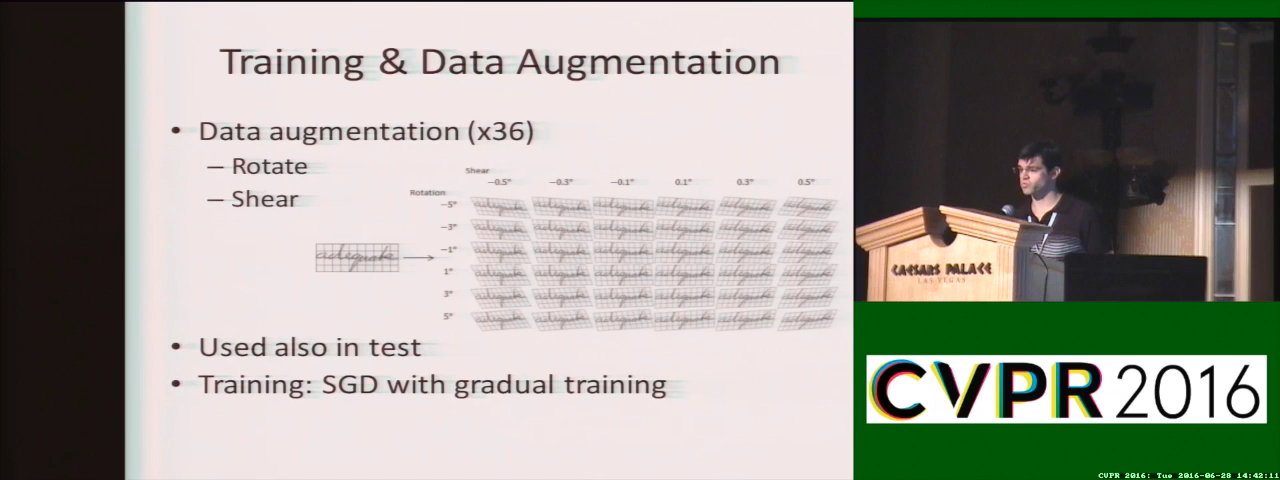 Training & Data Augmentation
• Data augmentation (x36)
– Rotate
– Shear
Shear
−0.5° −0.3° −0.1° 0.1° 0.3° 0.5°
Rotation
−5°
−3°
−1°
1°
3°
5°
• Used also in test
• Training: SGD with gradual training
CAESARS PALACE
LAS VEGAS
CVPR 2016
CVPR 2016: Tue 2016-06-28 14:42:11